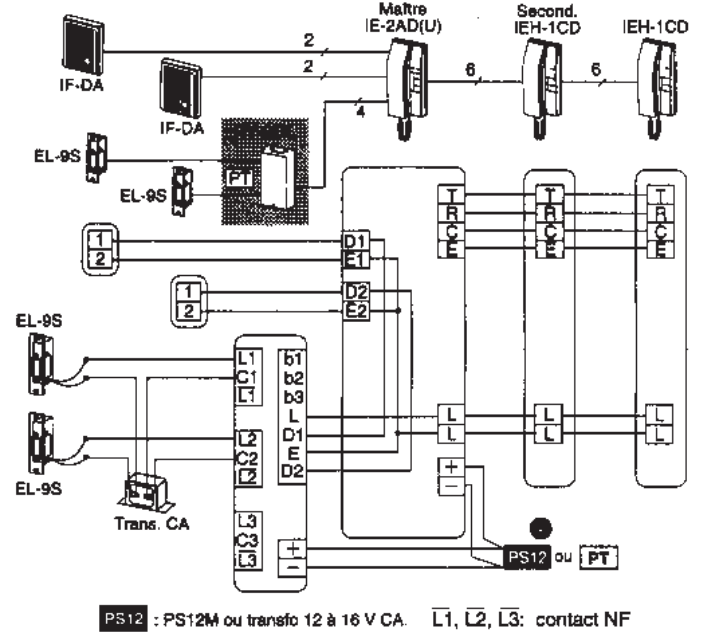 Maître
IE-2AD(U)
Second.
IEH-1CD
IEH-1CD
2
2
6
6
4
IF-DA
IF-DA
EL-9S
PT
EL-9S
T
R
C
E
T
R
C
E
T
R
C
E
1
2
D1
E1
1
2
D2
E2
EL-9S
L1
C1
L1
b1
b2
b3
L
D1
E
D2
L
L
L
L
L
L
L2
C2
L2
EL-9S
Trans. CA
L3
C3
L3
+
−
+
−
PS12 ou PT
PS12 : PS12M ou transfo 12 à 16 V CA. L̅1̅, L̅2̅, L̅3̅: contact NF